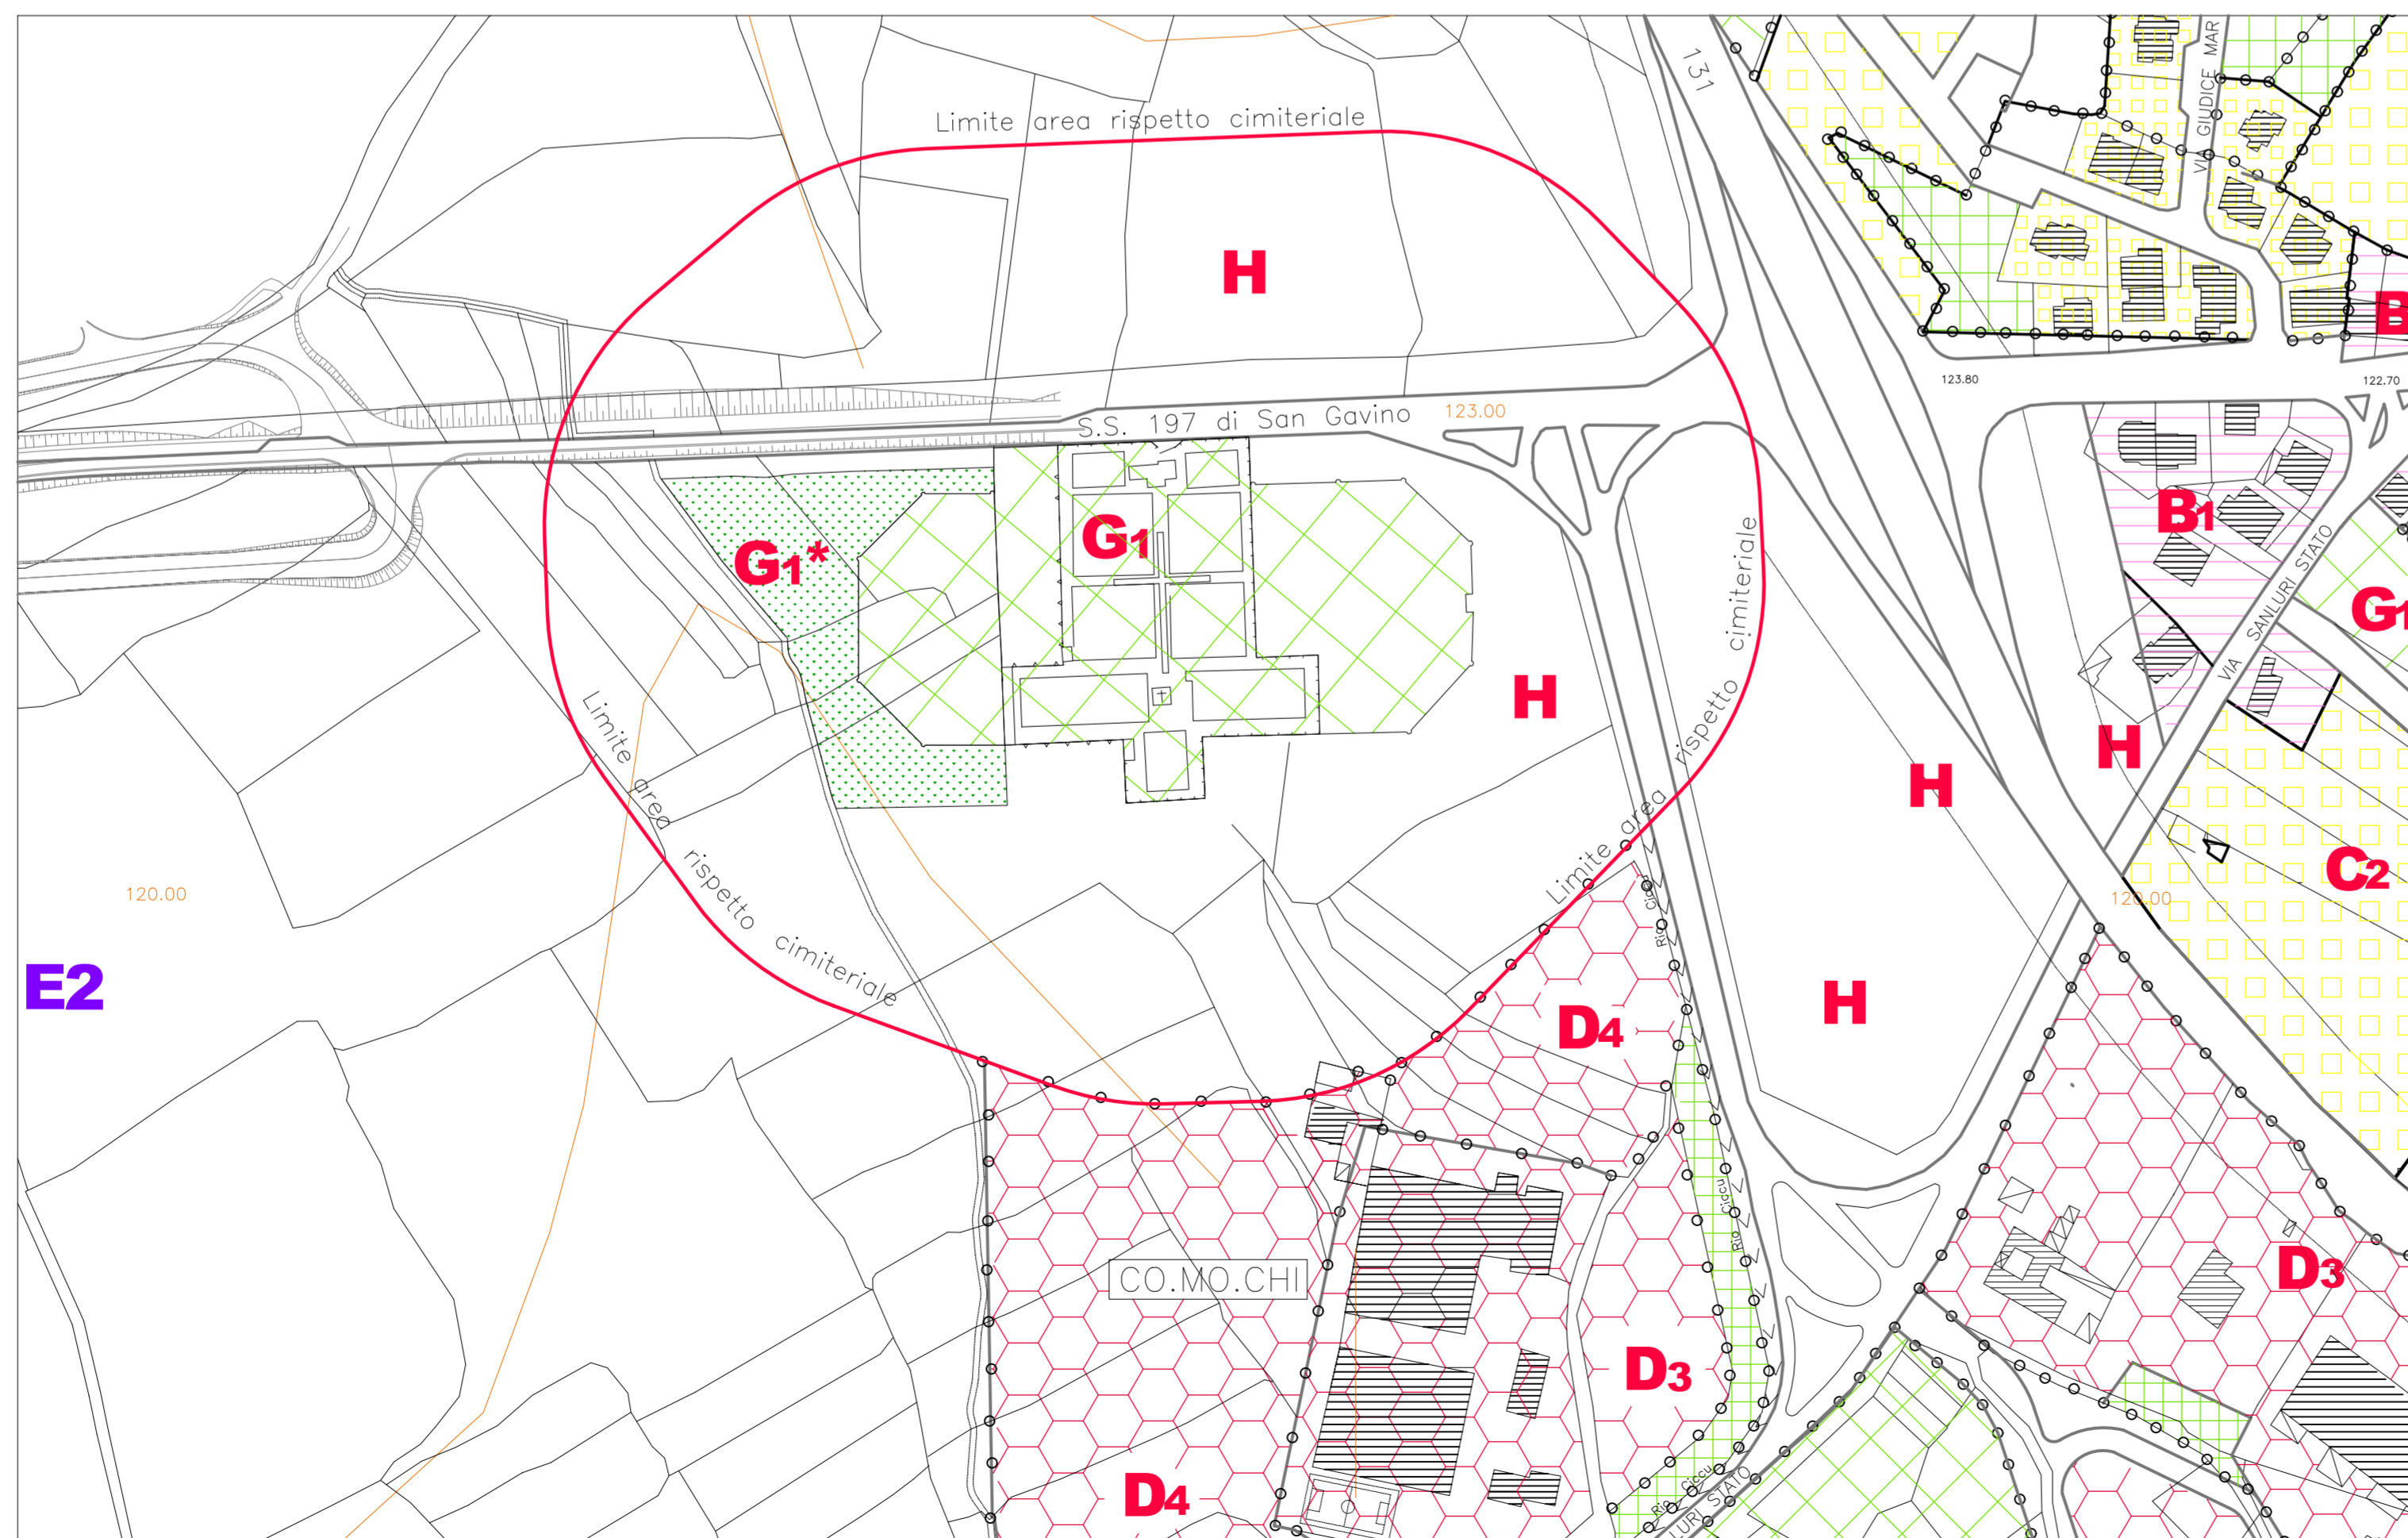 131
VIA GIUDICE MAR
Limite area rispetto cimiteriale
H
B
123.80
122.70
S.S. 197 di San Gavino
123.00
G1*
G1
B1
VIA SANLURI STATO
G1
Limite area rispetto cimiteriale
H
H
H
Limite area rispetto cimiteriale
C2
120.00
120.00
E2
Rio
H
D4
Rio Ciccu
CO.MO.CHI
D3
D3
D4
Rio Ciccu
LURI STATO